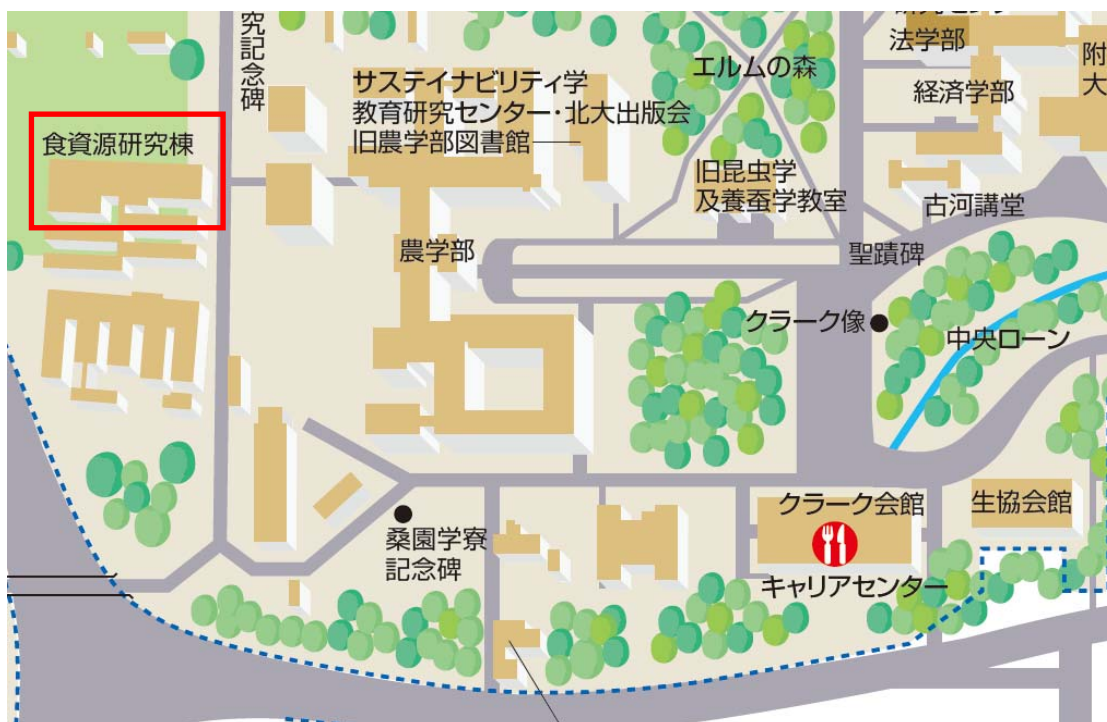 究記念碑
エルムの森
法学部
附
大
経済学部
サステイナビリティ学
教育研究センター・北大出版会
旧農学部図書館
食資源研究棟
旧昆虫学
及養蚕学教室
古河講堂
農学部
聖蹟碑
クラーク像
中央ローン
クラーク会館
生協会館
桑園学寮
記念碑
キャリアセンター